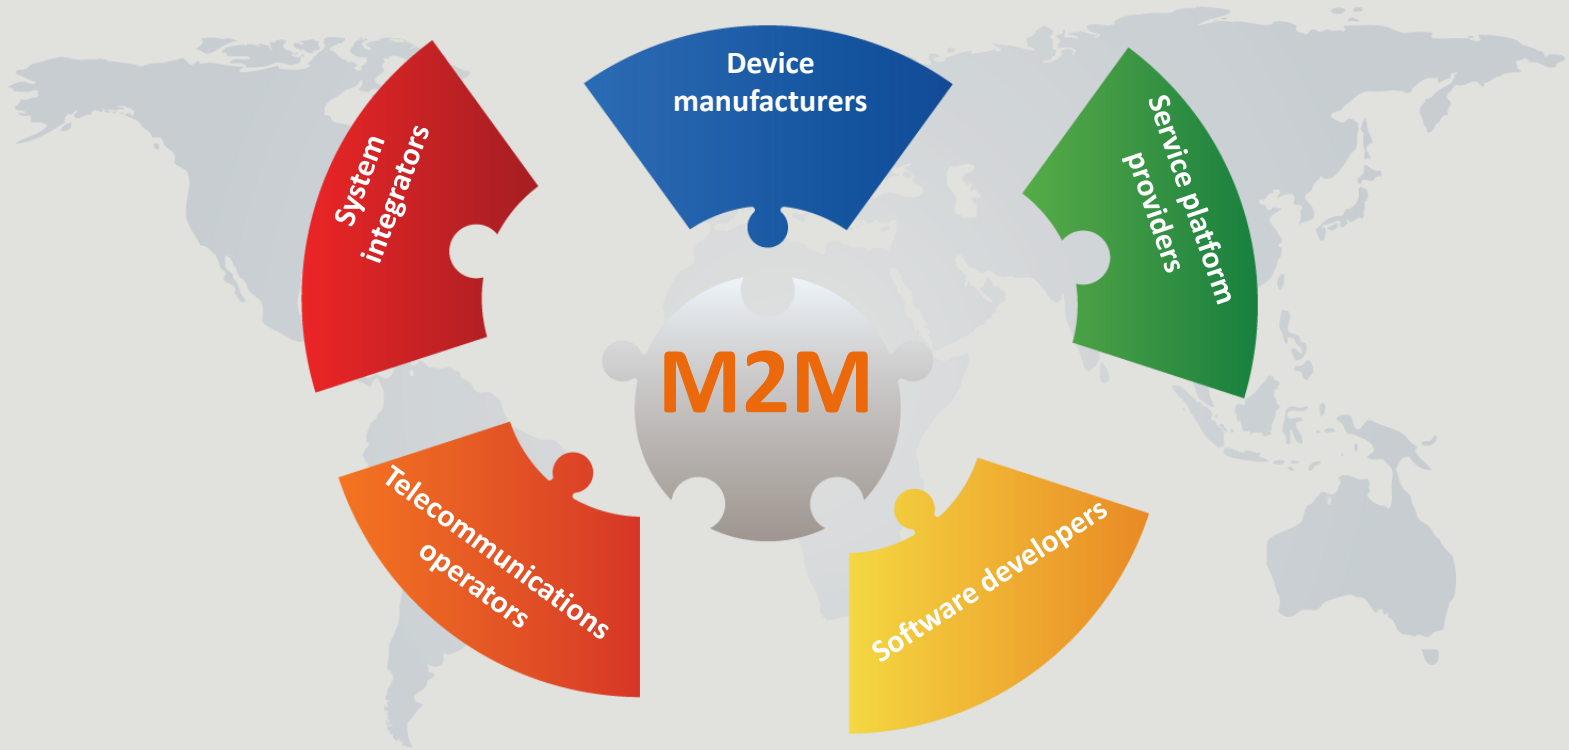 Device
manufacturers
System
integrators
Service platform
providers
M2M
Telecommunications
operators
Software developers